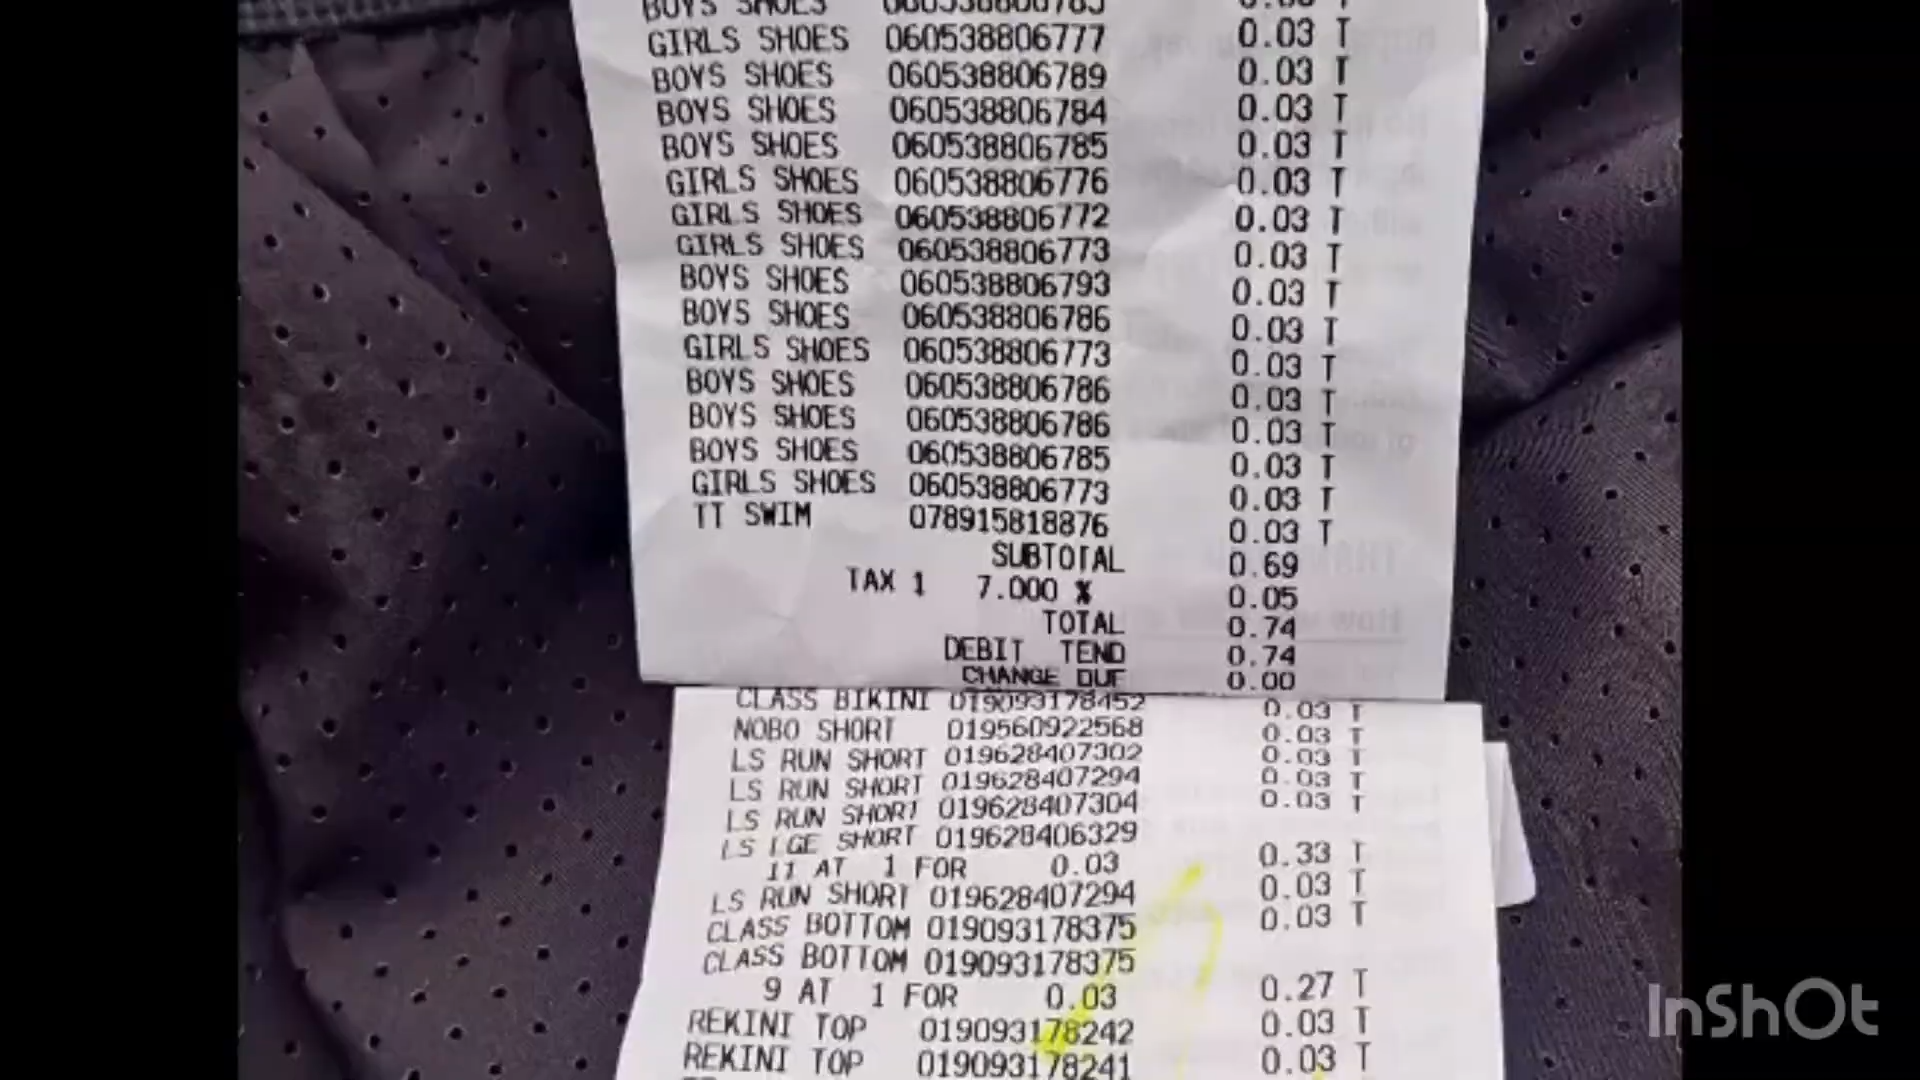 BOYS SHOES 060538806785 0.03 T
GIRLS SHOES 060538806777 0.03 T
BOYS SHOES 060538806789 0.03 T
BOYS SHOES 060538806784 0.03 T
BOYS SHOES 060538806785 0.03 T
GIRLS SHOES 060538806776 0.03 T
GIRLS SHOES 060538806772 0.03 T
GIRLS SHOES 060538806773 0.03 T
BOYS SHOES 060538806793 0.03 T
BOYS SHOES 060538806786 0.03 T
GIRLS SHOES 060538806773 0.03 T
BOYS SHOES 060538806786 0.03 T
BOYS SHOES 060538806786 0.03 T
BOYS SHOES 060538806785 0.03 T
GIRLS SHOES 060538806773 0.03 T
TT SWIM 078915818876 0.03 T
SUBTOTAL 0.69
TAX 1 7.000 % 0.05
TOTAL 0.74
DEBIT TEND 0.74
CHANGE DUE 0.00
CLASS BIKINI 019093178452 0.03 T
NOBO SHORT 019560922568 0.03 T
LS RUN SHORT 019628407302 0.03 T
LS RUN SHORT 019628407294 0.03 T
LS RUN SHORT 019628407304 0.03 T
LS LGE SHORT 019628406329
11 AT 1 FOR 0.03 0.33 T
LS RUN SHORT 019628407294 0.03 T
CLASS BOTTOM 019093178375 0.03 T
CLASS BOTTOM 019093178375
9 AT 1 FOR 0.03 0.27 T
REKINI TOP 019093178242 0.03 T
REKINI TOP 019093178241 0.03 T
InShOt